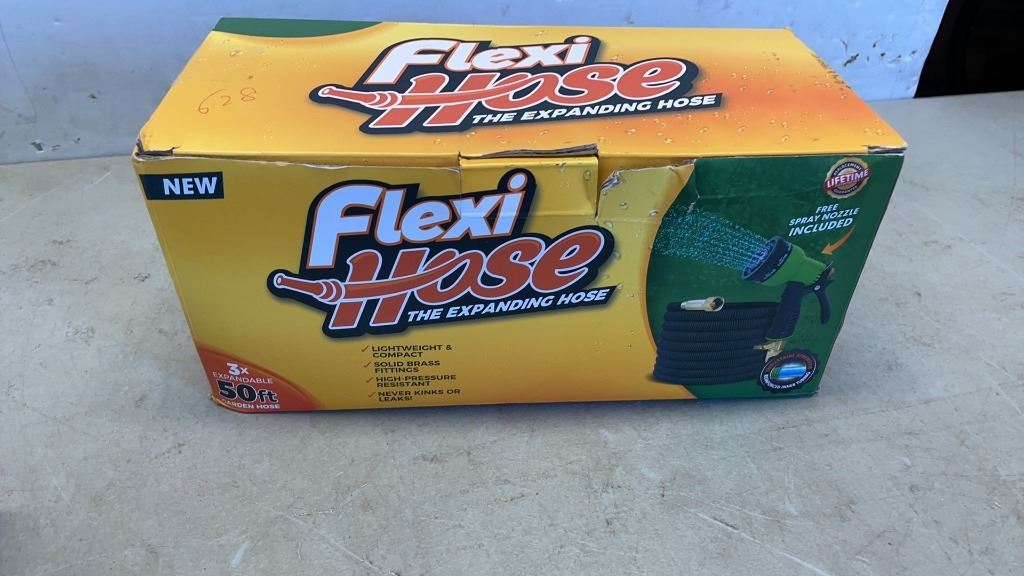 628
Flexi
Hose
THE EXPANDING HOSE
NEW
Flexi
Hose
THE EXPANDING HOSE
✓ LIGHTWEIGHT &
COMPACT
✓ SOLID BRASS
FITTINGS
✓ HIGH-PRESSURE
RESISTANT
✓ NEVER KINKS OR
LEAKS!
3x
EXPANDABLE
50ft
GARDEN HOSE
REPLACEMENT
LIFETIME
FREE
SPRAY NOZZLE
INCLUDED